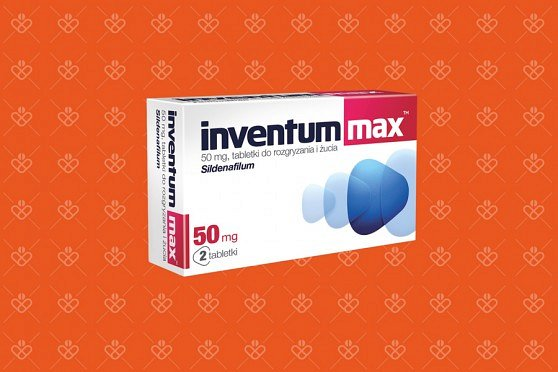 inventum max™
50 mg, tabletki do rozgryzania i żucia
Sildenafilum
50 mg
2 tabletki
inventum max
50 mg, tabletki do rozgryzania i żucia
Sildenafilum